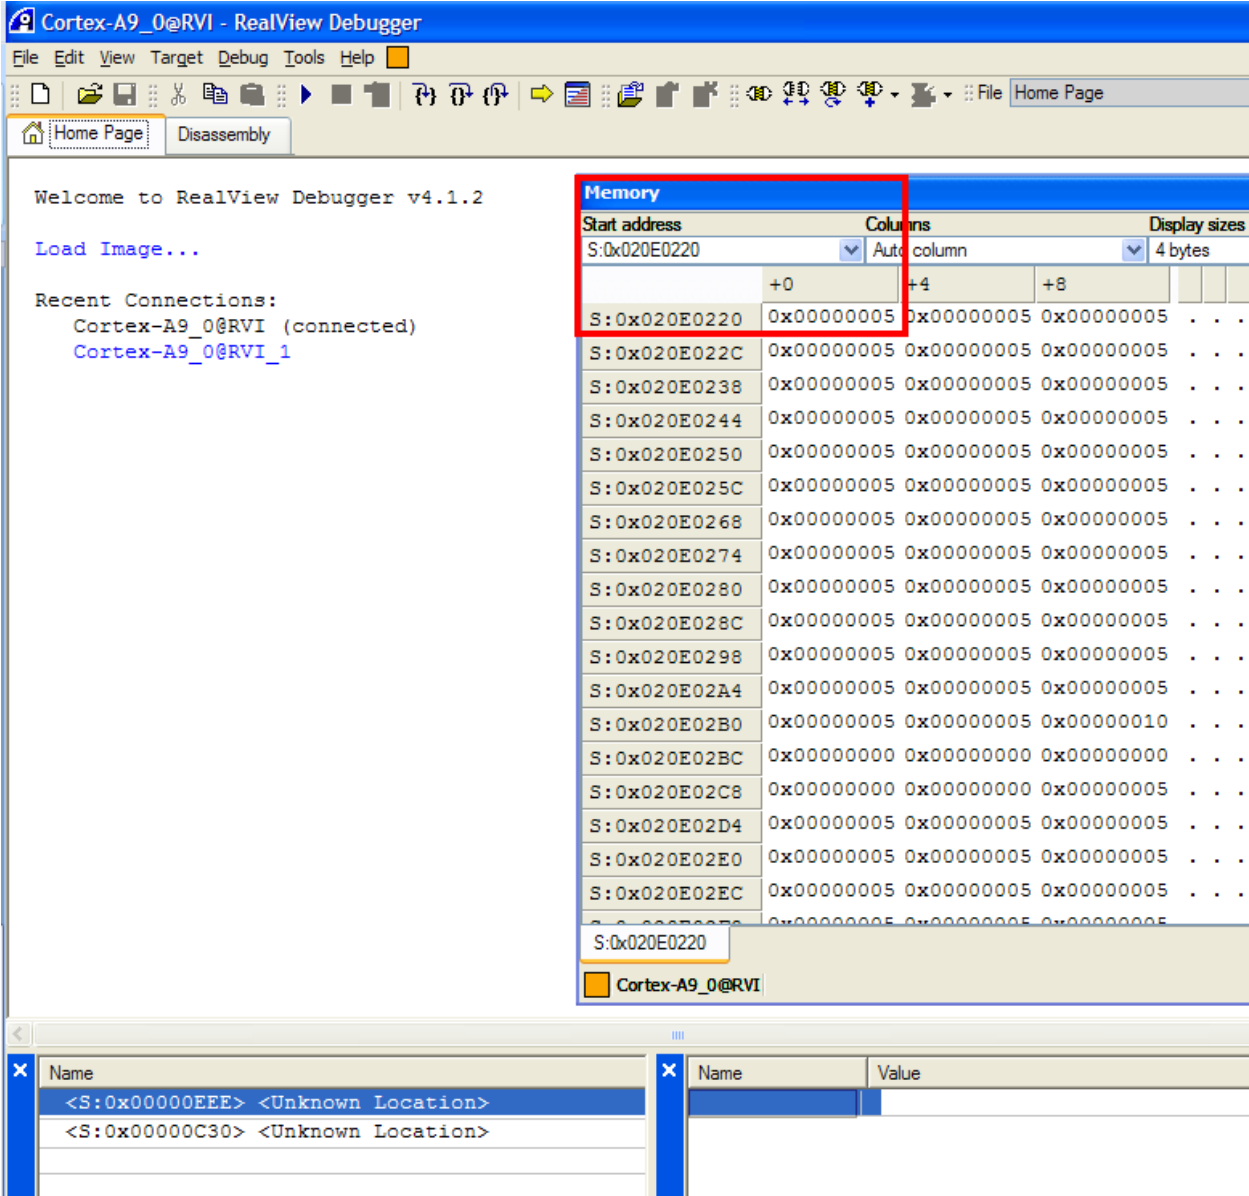 Cortex-A9_0@RVI - RealView Debugger
File Edit View Target Debug Tools Help
File Home Page
Home Page Disassembly
Welcome to RealView Debugger v4.1.2
Load Image...
Recent Connections:
Cortex-A9_0@RVI (connected)
Cortex-A9_0@RVI_1
Memory
Start address Columns Display sizes
S:0x020E0220 Auto column 4 bytes
+0 +4 +8
S:0x020E0220 0x00000005 0x00000005 0x00000005 . . .
S:0x020E022C 0x00000005 0x00000005 0x00000005 . . .
S:0x020E0238 0x00000005 0x00000005 0x00000005 . . .
S:0x020E0244 0x00000005 0x00000005 0x00000005 . . .
S:0x020E0250 0x00000005 0x00000005 0x00000005 . . .
S:0x020E025C 0x00000005 0x00000005 0x00000005 . . .
S:0x020E0268 0x00000005 0x00000005 0x00000005 . . .
S:0x020E0274 0x00000005 0x00000005 0x00000005 . . .
S:0x020E0280 0x00000005 0x00000005 0x00000005 . . .
S:0x020E028C 0x00000005 0x00000005 0x00000005 . . .
S:0x020E0298 0x00000005 0x00000005 0x00000005 . . .
S:0x020E02A4 0x00000005 0x00000005 0x00000005 . . .
S:0x020E02B0 0x00000005 0x00000005 0x00000010 . . .
S:0x020E02BC 0x00000000 0x00000000 0x00000000 . . .
S:0x020E02C8 0x00000000 0x00000000 0x00000005 . . .
S:0x020E02D4 0x00000005 0x00000005 0x00000005 . . .
S:0x020E02E0 0x00000005 0x00000005 0x00000005 . . .
S:0x020E02EC 0x00000005 0x00000005 0x00000005 . . .
S:0x020E0220
Cortex-A9_0@RVI
Name
<S:0x00000EEE> <Unknown Location>
<S:0x00000C30> <Unknown Location>
Name Value